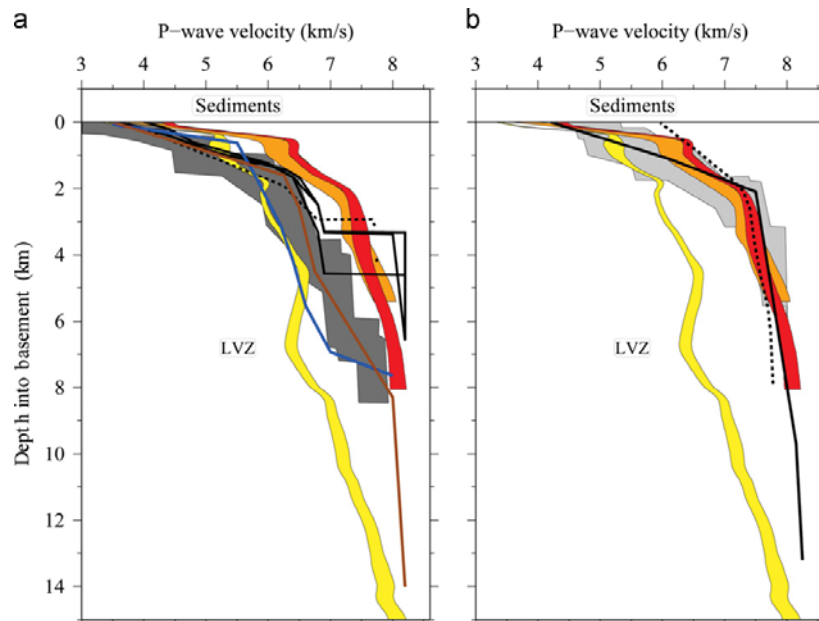 a
b
P-wave velocity (km/s)
P-wave velocity (km/s)
3 4 5 6 7 8
3 4 5 6 7 8
Sediments
Sediments
0
2
4
6
8
10
12
14
Depth into basement (km)
LVZ
LVZ